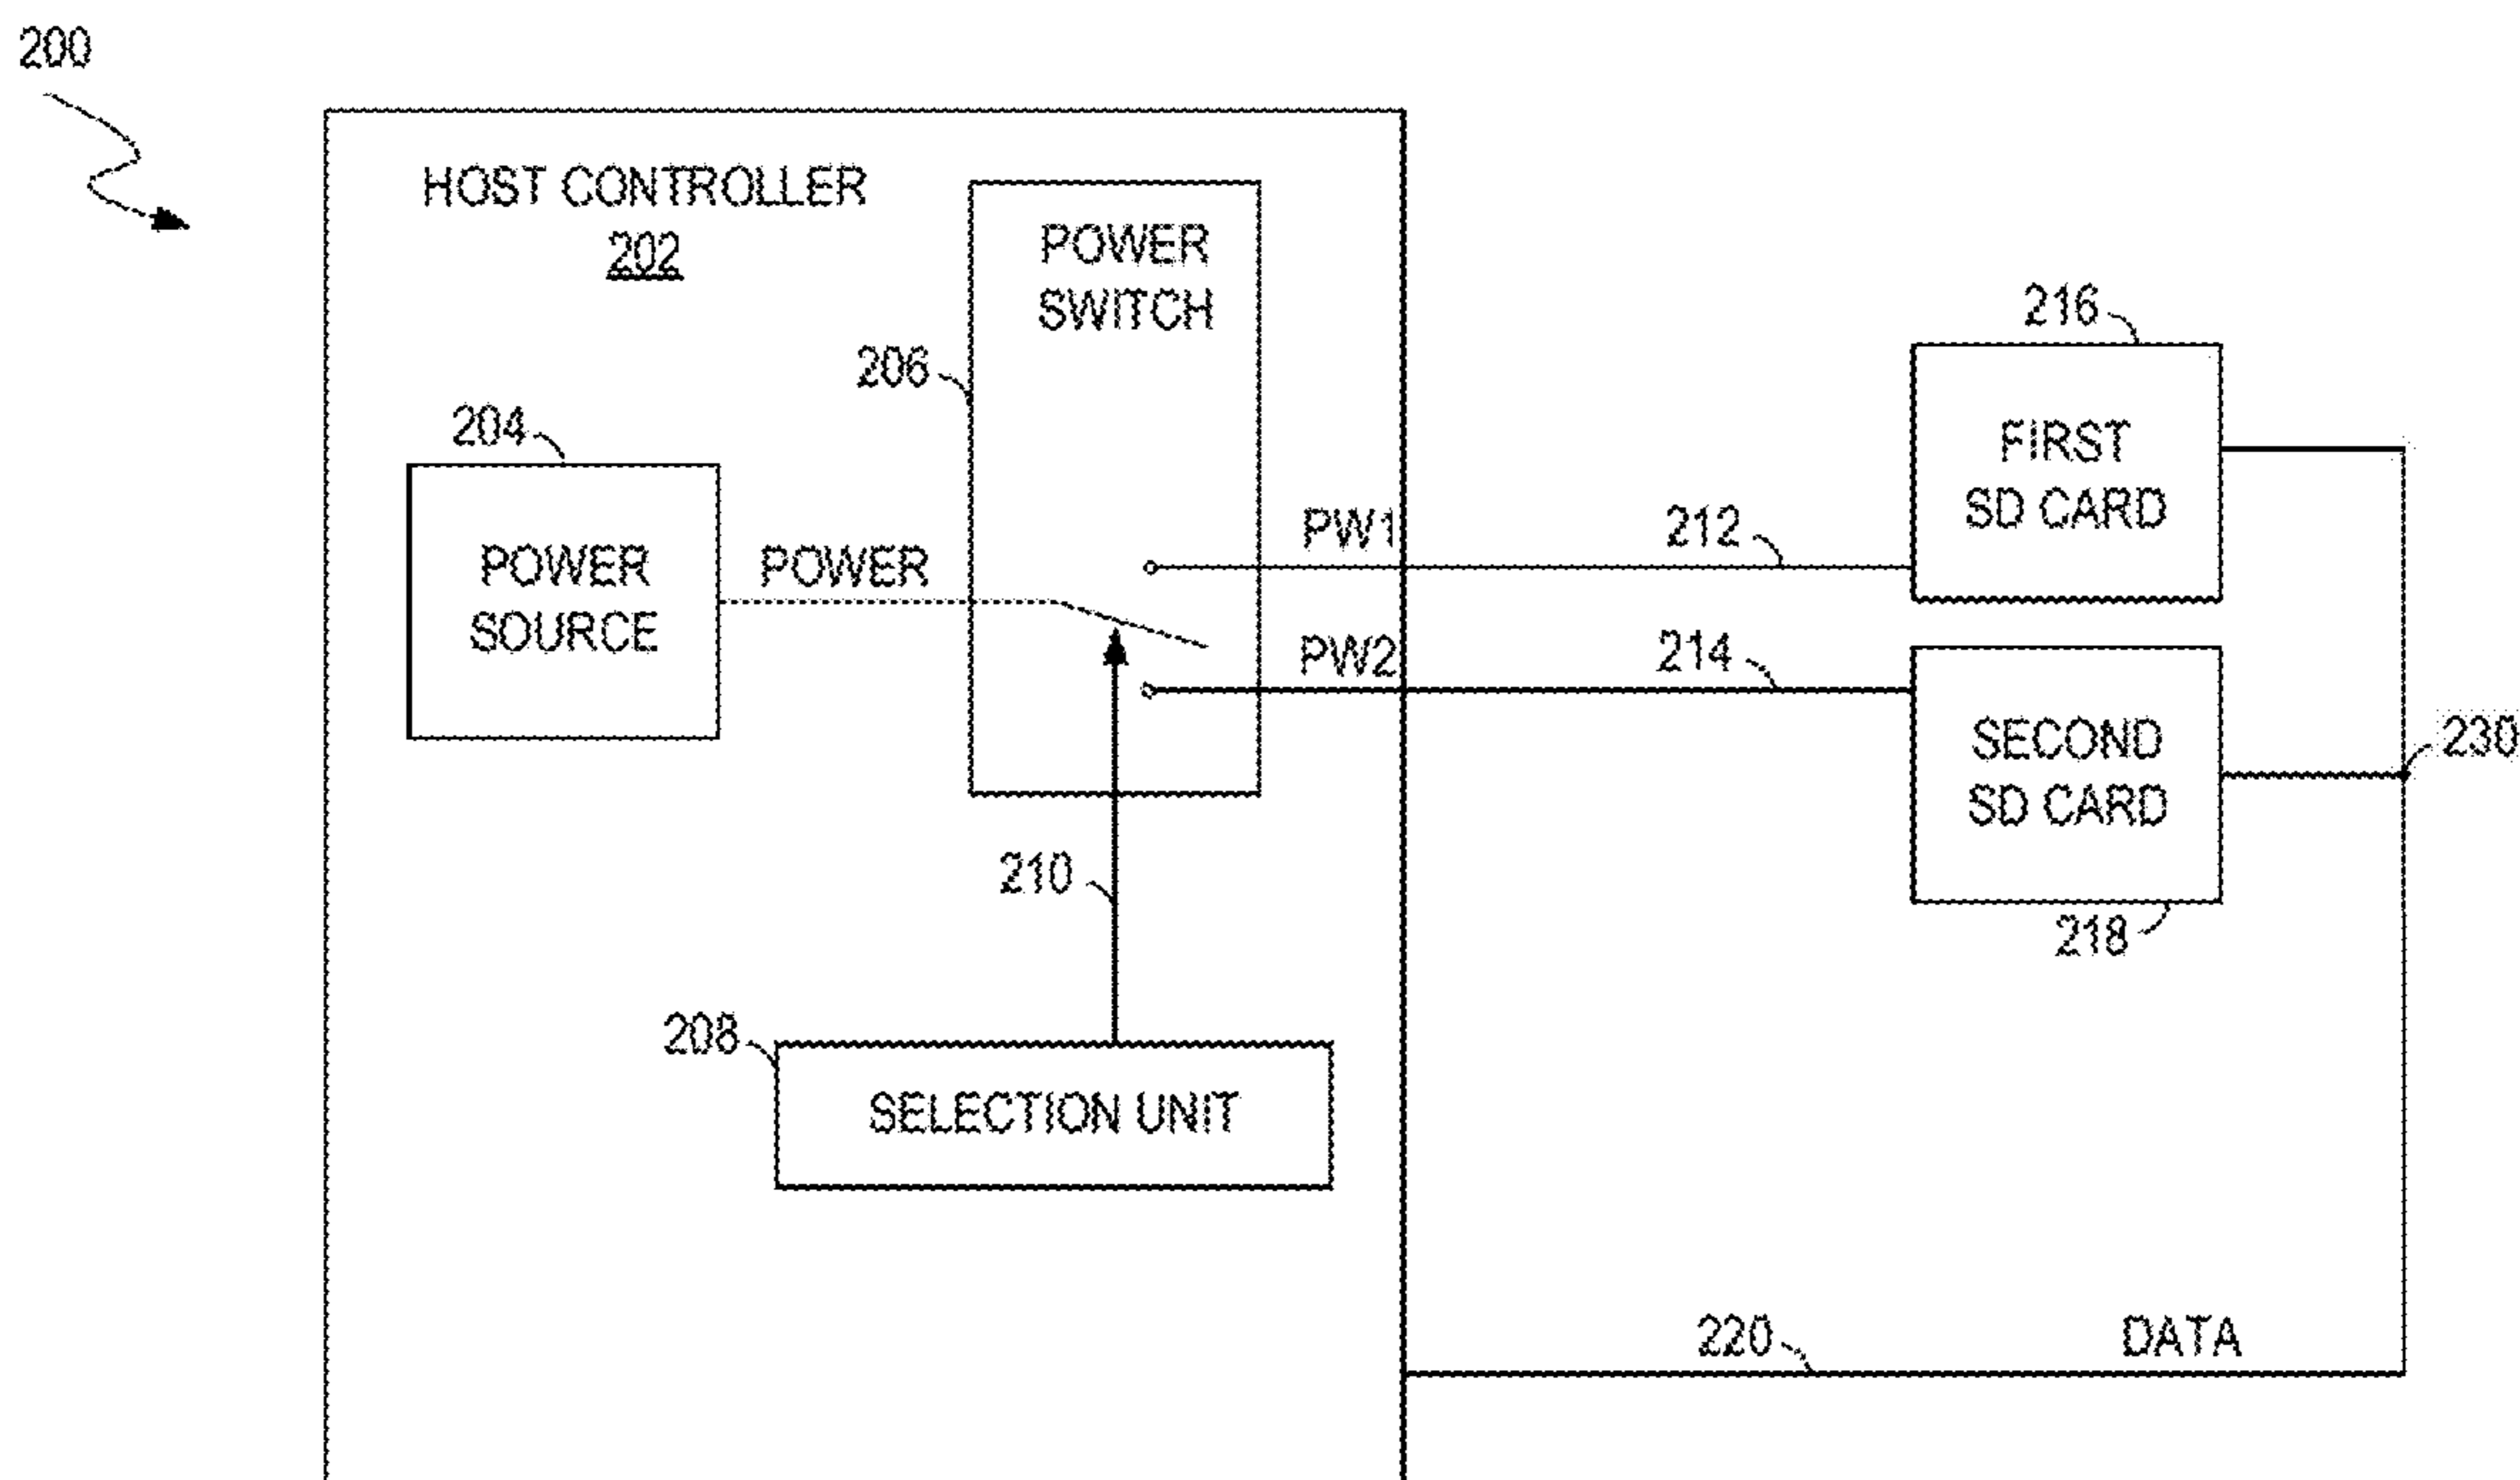 200
HOST CONTROLLER
202
POWER
SWITCH
206
204
POWER
SOURCE
POWER
PW1
212
216
FIRST
SD CARD
PW2
214
SECOND
SD CARD
230
218
210
208
SELECTION UNIT
220
DATA